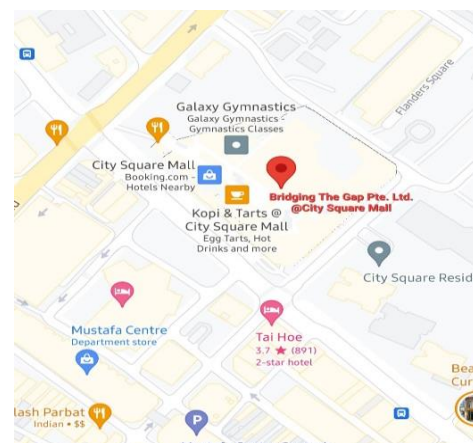 Flanders Square
Galaxy Gymnastics
Galaxy Gymnastics -
Gymnastics Classes
City Square Mall
Booking.com -
Hotels Nearby
Bridging The Gap Pte. Ltd.
@City Square Mall
Kopi & Tarts @
City Square Mall
Egg Tarts, Hot
Drinks and more
City Square Resid
Mustafa Centre
Department store
Tai Hoe
3.7 ★ (891)
2-star hotel
Bea
Cur
lash Parbat
Indian • $$
P